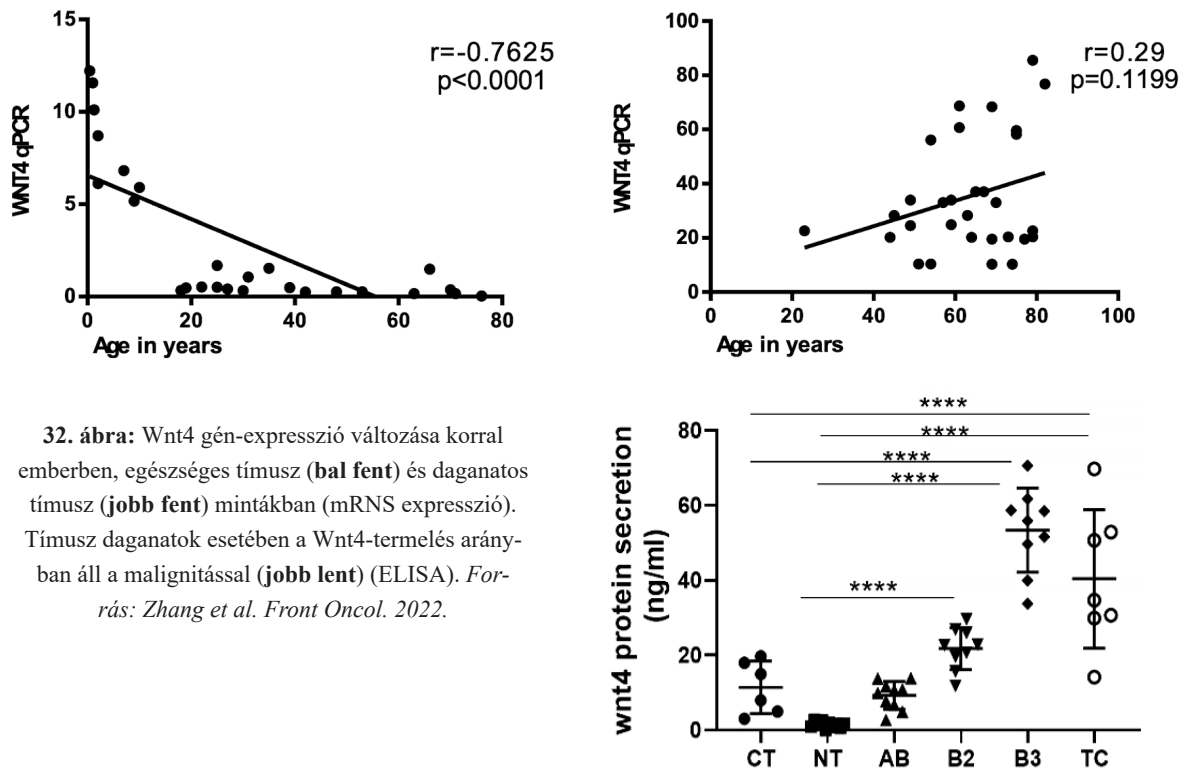 15
10
5
0
WNT4 qPCR
r=-0.7625
p<0.0001
0 20 40 60 80
Age in years
100
80
60
40
20
0
WNT4 qPCR
r=0.29
p=0.1199
0 20 40 60 80 100
Age in years
32. ábra: Wnt4 gén-expresszió változása korral
emberben, egészséges tímusz (bal fent) és daganatos
tímusz (jobb fent) mintákban (mRNS expresszió).
Tímusz daganatok esetében a Wnt4-termelés arány-
ban áll a malignitással (jobb lent) (ELISA). For-
rás: Zhang et al. Front Oncol. 2022.
wnt4 protein secretion
(ng/ml)
80
60
40
20
0
****
****
****
****
****
CT NT AB B2 B3 TC